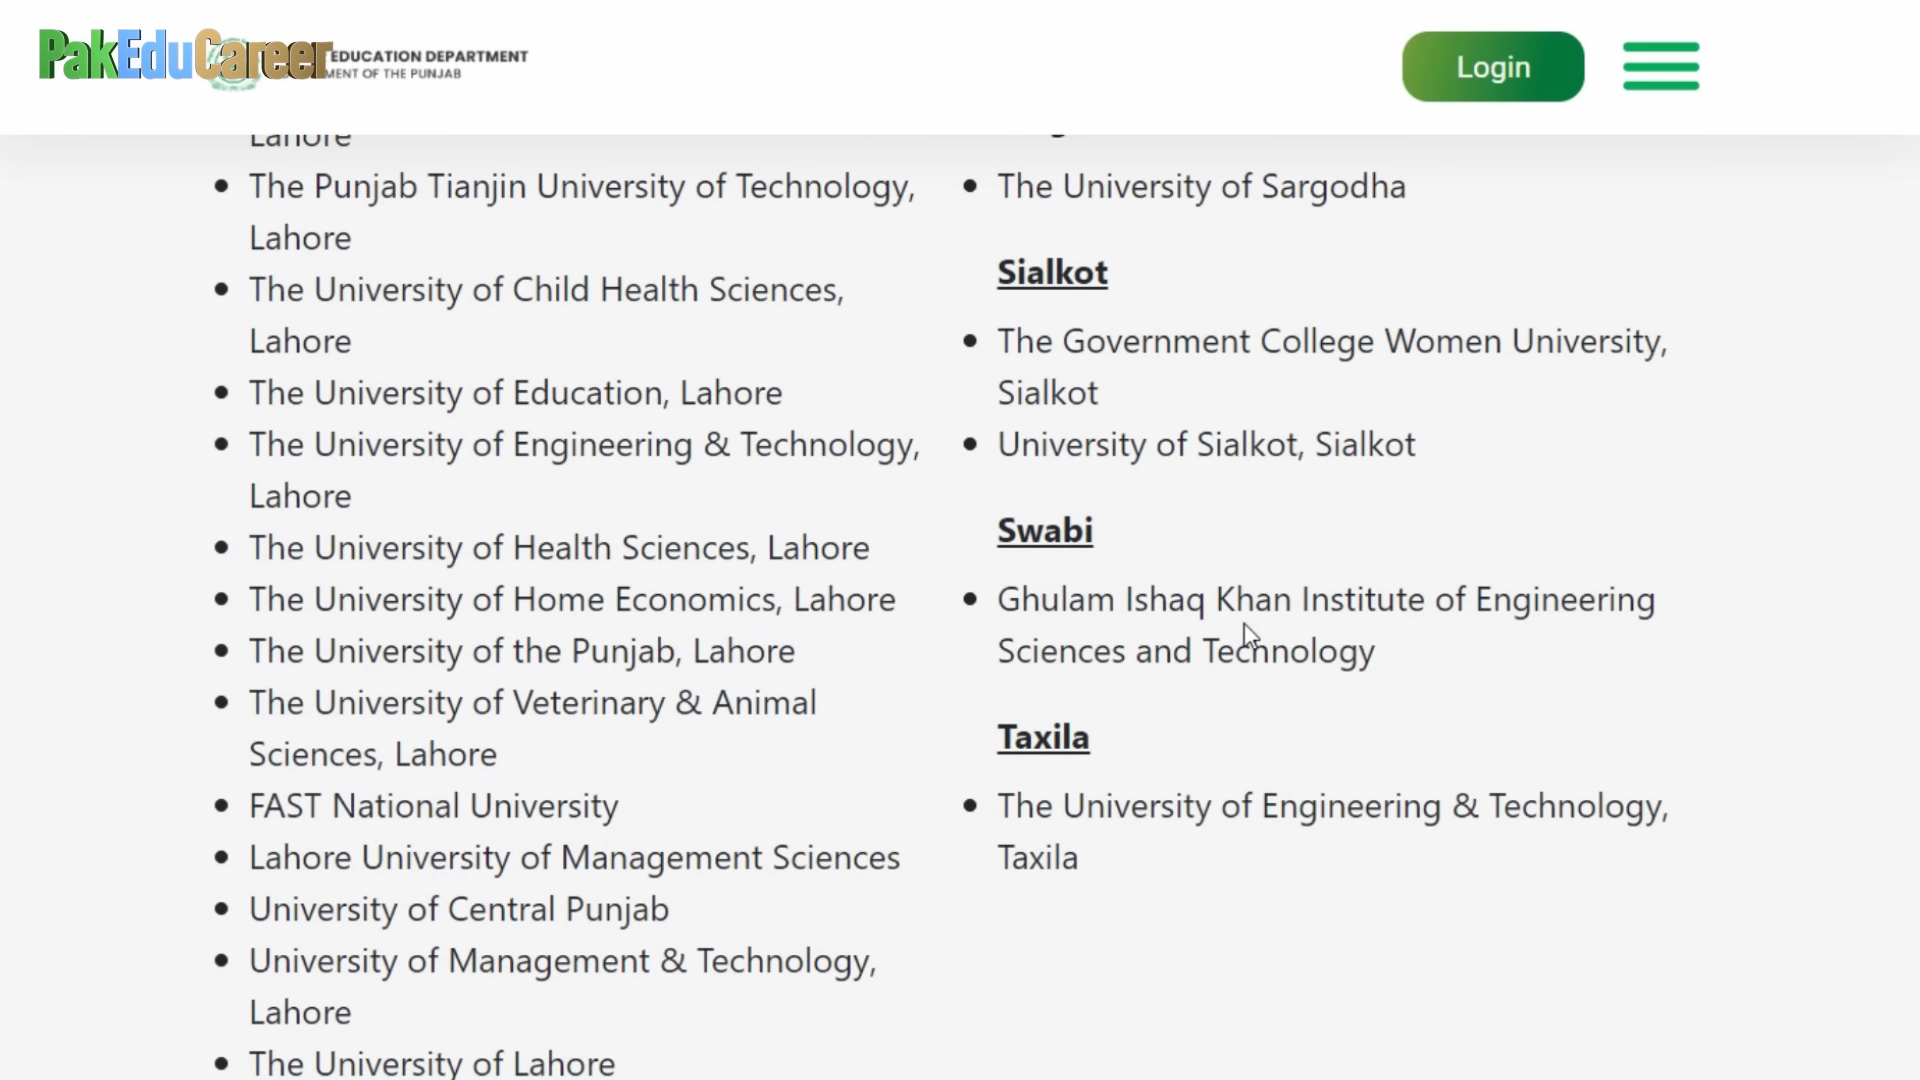 PakEduCareer
EDUCATION DEPARTMENT
MENT OF THE PUNJAB
Login
Lahore
The Punjab Tianjin University of Technology,
Lahore
The University of Child Health Sciences,
Lahore
The University of Education, Lahore
The University of Engineering & Technology,
Lahore
The University of Health Sciences, Lahore
The University of Home Economics, Lahore
The University of the Punjab, Lahore
The University of Veterinary & Animal
Sciences, Lahore
FAST National University
Lahore University of Management Sciences
University of Central Punjab
University of Management & Technology,
Lahore
The University of Lahore
The University of Sargodha
Sialkot
The Government College Women University,
Sialkot
University of Sialkot, Sialkot
Swabi
Ghulam Ishaq Khan Institute of Engineering
Sciences and Technology
Taxila
The University of Engineering & Technology,
Taxila